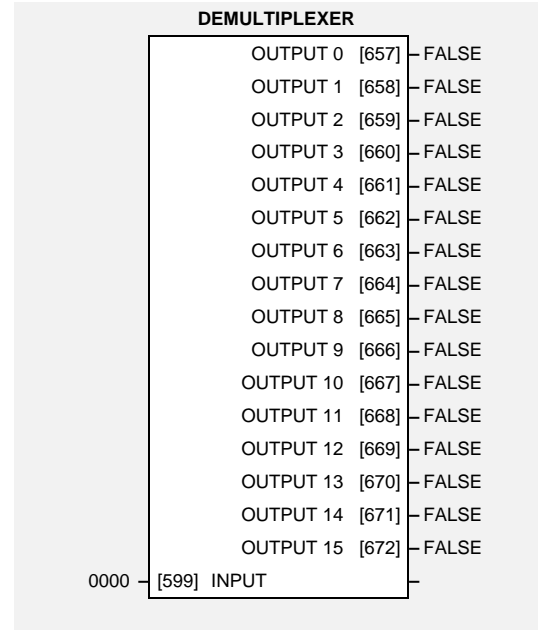 DEMULTIPLEXER
OUTPUT 0 [657] FALSE
OUTPUT 1 [658] FALSE
OUTPUT 2 [659] FALSE
OUTPUT 3 [660] FALSE
OUTPUT 4 [661] FALSE
OUTPUT 5 [662] FALSE
OUTPUT 6 [663] FALSE
OUTPUT 7 [664] FALSE
OUTPUT 8 [665] FALSE
OUTPUT 9 [666] FALSE
OUTPUT 10 [667] FALSE
OUTPUT 11 [668] FALSE
OUTPUT 12 [669] FALSE
OUTPUT 13 [670] FALSE
OUTPUT 14 [671] FALSE
OUTPUT 15 [672] FALSE
0000 [599] INPUT